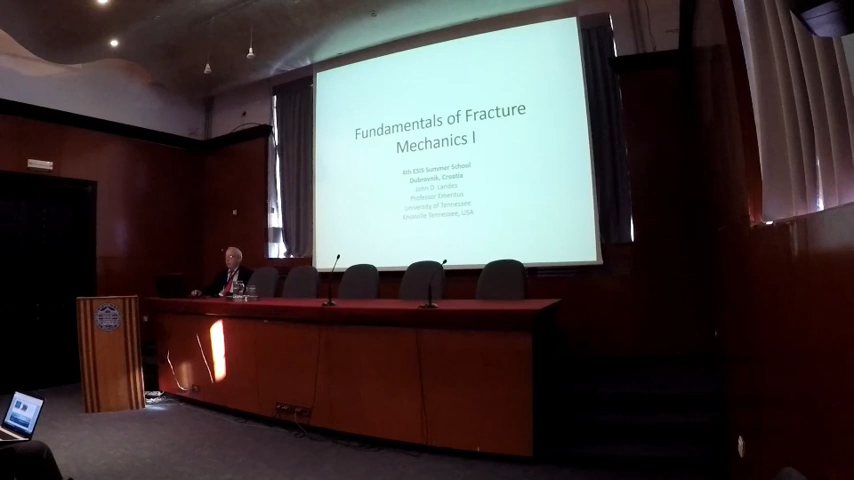 Fundamentals of Fracture
Mechanics I
4th ENS Summer School
Dubrovnik, Croatia
John D. Landes
Professor Emeritus
University of Tennessee
Knoxville Tennessee, USA